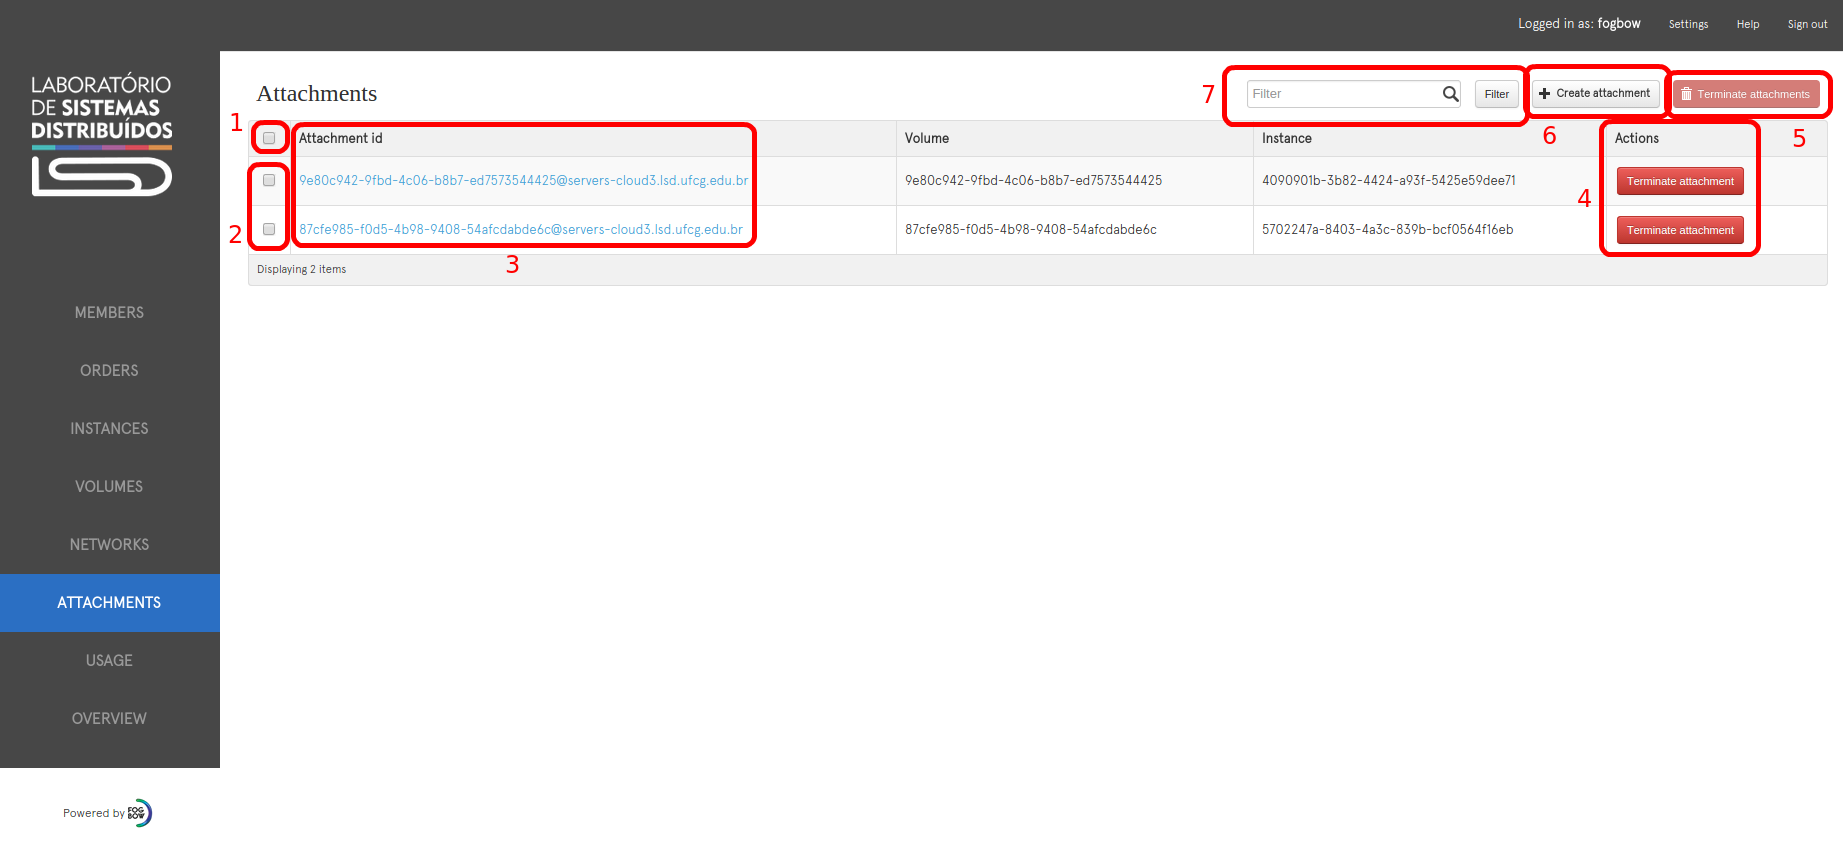 Logged in as: fogbow Settings Help Sign out
LABORATÓRIO
DE SISTEMAS
DISTRIBUÍDOS
MEMBERS
ORDERS
INSTANCES
VOLUMES
NETWORKS
ATTACHMENTS
USAGE
OVERVIEW
Powered by FOG BOW
Attachments
7 Filter Filter Create attachment Terminate attachments
1 6 5
Attachment id Volume Instance Actions
9e80c942-9fbd-4c06-b8b7-ed7573544425@servers-cloud3.lsd.ufcg.edu.br 9e80c942-9fbd-4c06-b8b7-ed7573544425 4090901b-3b82-4424-a93f-5425e59dee71 Terminate attachment
4
2
87cfe985-f0d5-4b98-9408-54afcdabde6c@servers-cloud3.lsd.ufcg.edu.br 87cfe985-f0d5-4b98-9408-54afcdabde6c 5702247a-8403-4a3c-839b-bcf0564f16eb Terminate attachment
3
Displaying 2 items